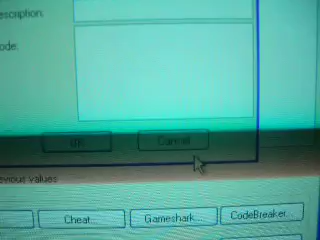 escription:
ode:
OK Cancel
evious values
Cheat... Gameshark... CodeBreaker...